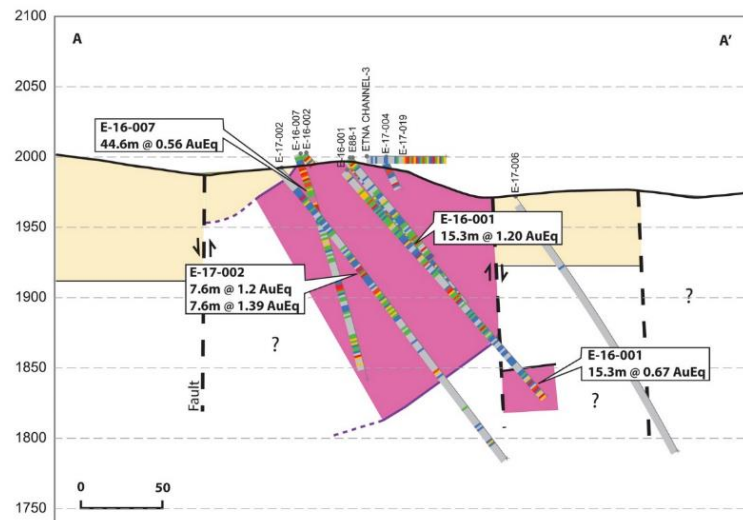 2100
A
A'
2050
ETNA CHANNEL-3
E-16-007
E-16-002
E-17-002
E-16-001
E88-1
E-17-004
E-17-019
E-16-007
44.6m @ 0.56 AuEq
2000
E-17-006
1950
E-16-001
15.3m @ 1.20 AuEq
E-17-002
7.6m @ 1.2 AuEq
7.6m @ 1.39 AuEq
1900
?
?
1850
E-16-001
15.3m @ 0.67 AuEq
?
Fault
1800
0
50
1750